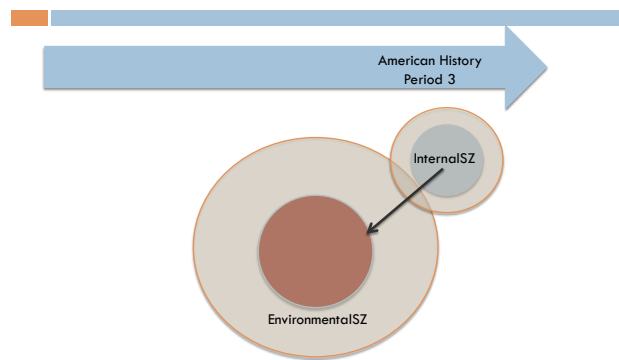 American History
Period 3
InternalSZ
EnvironmentalSZ